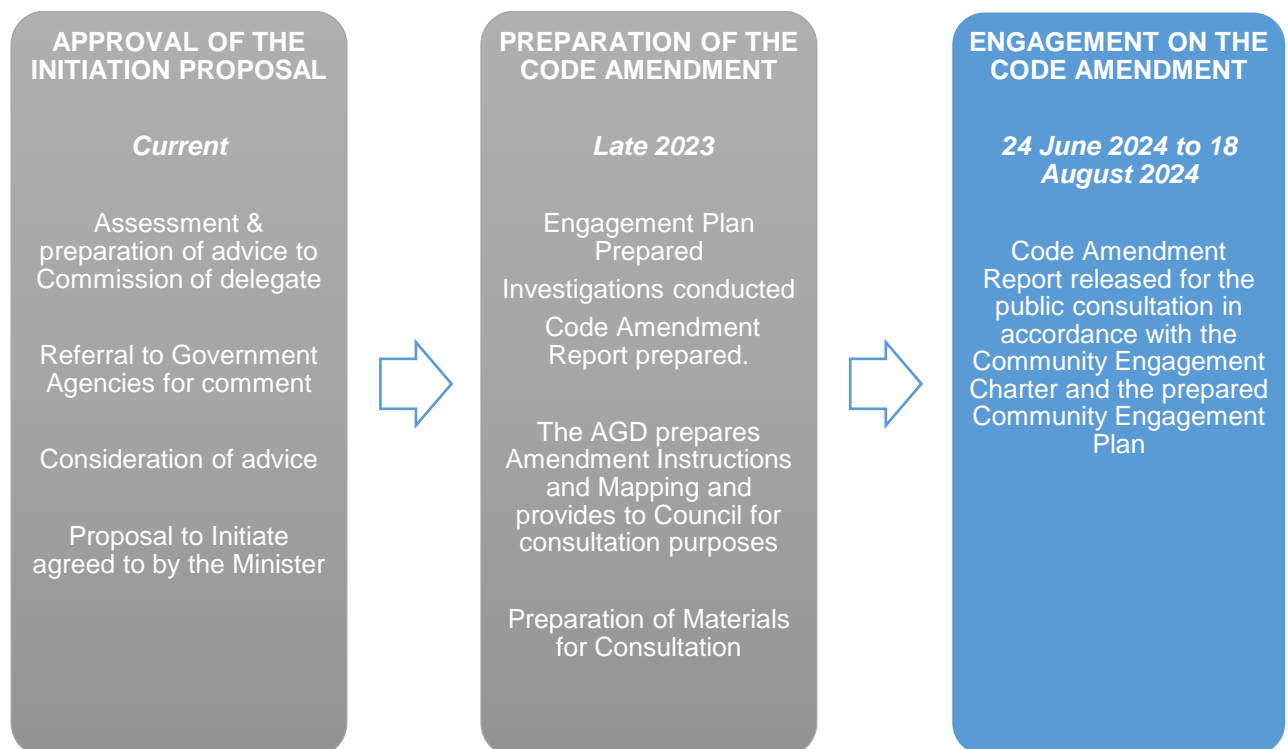 APPROVAL OF THE
INITIATION PROPOSAL
Current
Assessment &
preparation of advice to
Commission of delegate
Referral to Government
Agencies for comment
Consideration of advice
Proposal to Initiate
agreed to by the Minister
PREPARATION OF THE
CODE AMENDMENT
Late 2023
Engagement Plan
Prepared
Investigations conducted
Code Amendment
Report prepared.
The AGD prepares
Amendment Instructions
and Mapping and
provides to Council for
consultation purposes
Preparation of Materials
for Consultation
ENGAGEMENT ON THE
CODE AMENDMENT
24 June 2024 to 18
August 2024
Code Amendment
Report released for the
public consultation in
accordance with the
Community Engagement
Charter and the prepared
Community Engagement
Plan